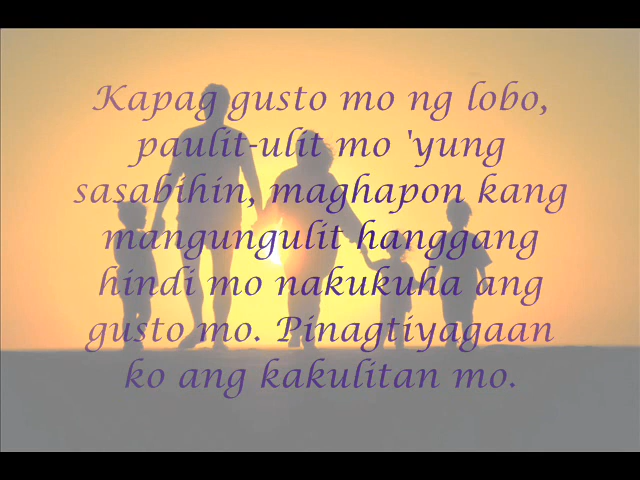 Kapag gusto mo ng lobo,
paulit-ulit mo 'yung
sasabihin, maghapon kang
mangungulit hanggang
hindi mo nakukuha ang
gusto mo. Pinagtiyagaan
ko ang kakulitan mo.